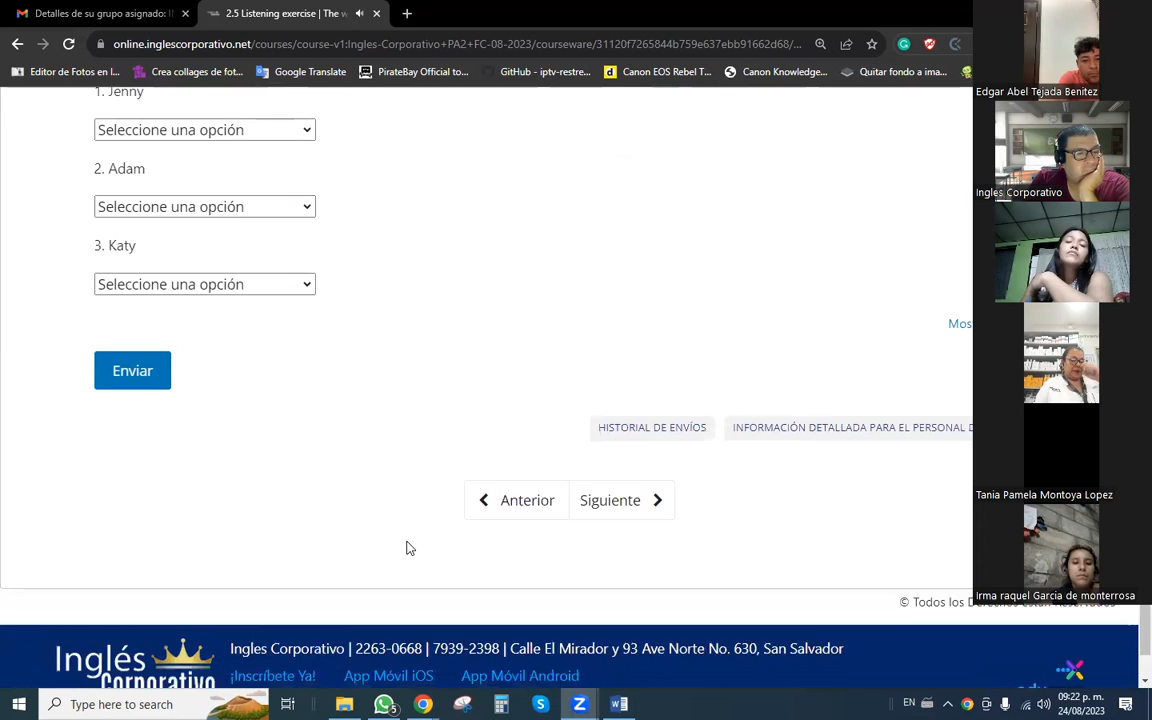 Detalles de su grupo asignado: I
2.5 Listening exercise | The w
online.inglescorporativo.net/courses/course-v1:Ingles-Corporativo+PA2+FC-08-2023/courseware/31120f7265844b759e637ebb91662d68/...
Editor de Fotos en l...
Crea collages de fot...
Google Translate
PirateBay Official to...
GitHub - iptv-restre...
Canon EOS Rebel T...
Canon Knowledge...
Quitar fondo a ima...
1. Jenny
Seleccione una opción
2. Adam
Seleccione una opción
3. Katy
Seleccione una opción
Mos
Enviar
HISTORIAL DE ENVÍOS
INFORMACIÓN DETALLADA PARA EL PERSONAL D
Anterior
Siguiente
© Todos los
Inglés Corporativo
Ingles Corporativo | 2263-0668 | 7939-2398 | Calle El Mirador y 93 Ave Norte No. 630, San Salvador
¡Inscríbete Ya!
App Móvil iOS
App Móvil Android
Edgar Abel Tejada Benitez
Ingles Corporativo
Tania Pamela Montoya Lopez
Irma raquel García de monterrosa
Type here to search
5
EN
09:22 p. m.
24/08/2023